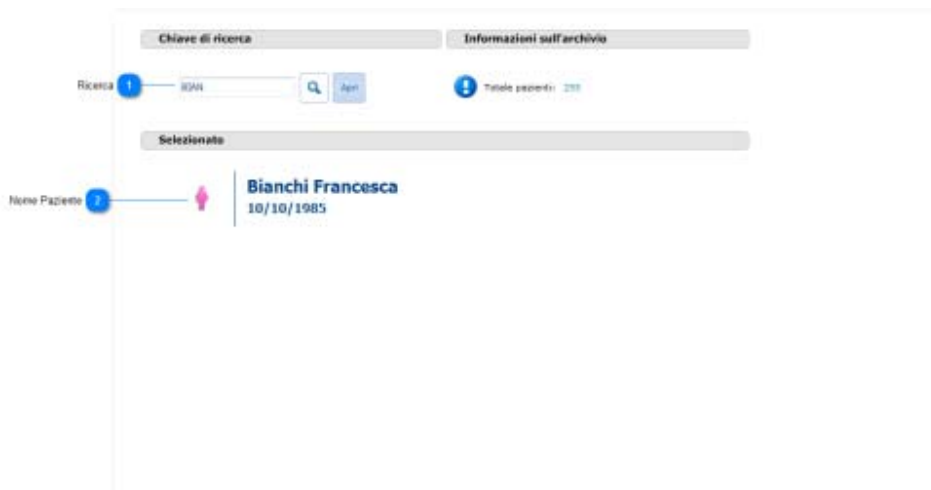 Chiave di ricerca
Informazioni sull'archivio
Ricerca 1 BIAN Apri Totale pazienti:
Selezionato
Nome Paziente 2
Bianchi Francesca
10/10/1985